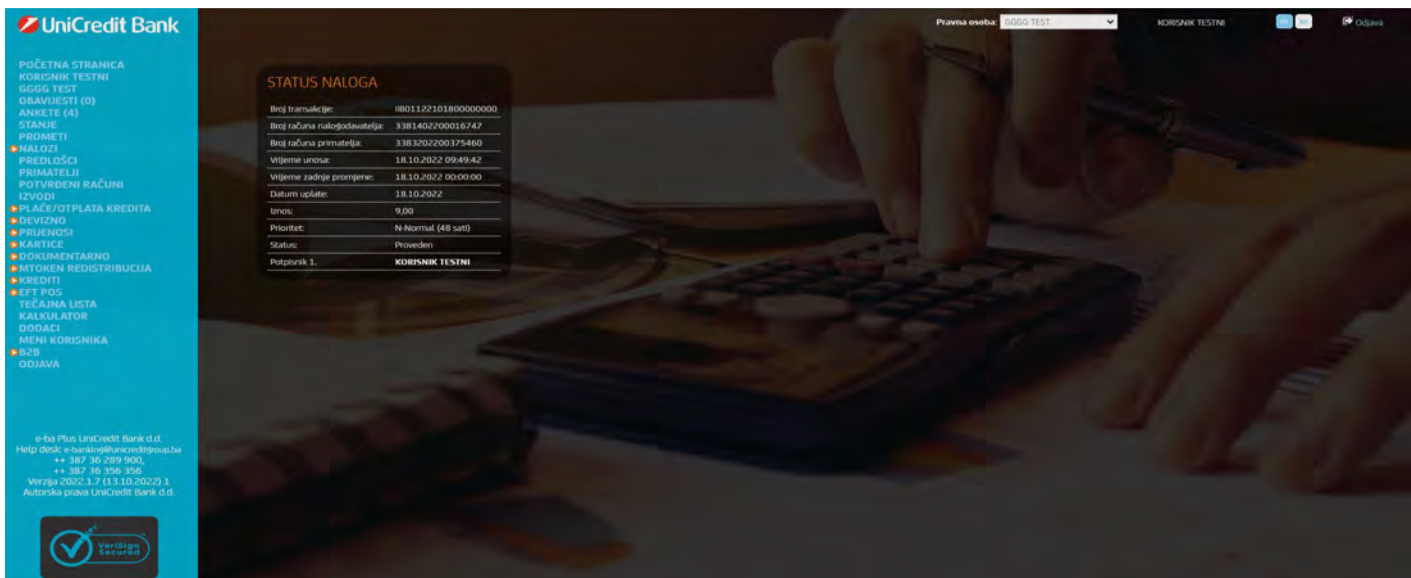 UniCredit Bank
Pravna osoba: GGGG TEST
KORISNIK TESTNI
Odjava
POČETNA STRANICA
KORISNIK TESTNI
GGGG TEST
OBAVIJESTI (0)
ANKETE (4)
STANJE
PROMETI
NALOZI
PREDLOŠCI
PRIMATELJI
POTVRĐENI RAČUNI
IZVODI
PLAĆE/OTPLATA KREDITA
DEVIZNO
PRIJENOSI
KARTICE
DOKUMENTARNO
MTOKEN REDISTRIBUCIJA
KREDITI
EFT POS
TEČAJNA LISTA
KALKULATOR
DODACI
MENI KORISNIKA
B2B
ODJAVA
e-ba Plus UniCredit Bank d.d.
Help desk: e-banking@unicreditgroup.ba
++ 387 36 289 900,
++ 387 36 356 356
Verzija 2022.1.7 (13.10.2022) 1
Autorska prava UniCredit Bank d.d.
VeriSign
Secured
STATUS NALOGA
Broj transakcije: IIB01122101800000000
Broj računa nalogodavatelja: 3381402200016747
Broj računa primatelja: 3383202200375460
Vrijeme unosa: 18.10.2022 09:49:42
Vrijeme zadnje promjene: 18.10.2022 00:00:00
Datum uplate: 18.10.2022
Iznos: 9,00
Prioritet: N-Normal (48 sati)
Status: Proveden
Potpisnik 1. KORISNIK TESTNI